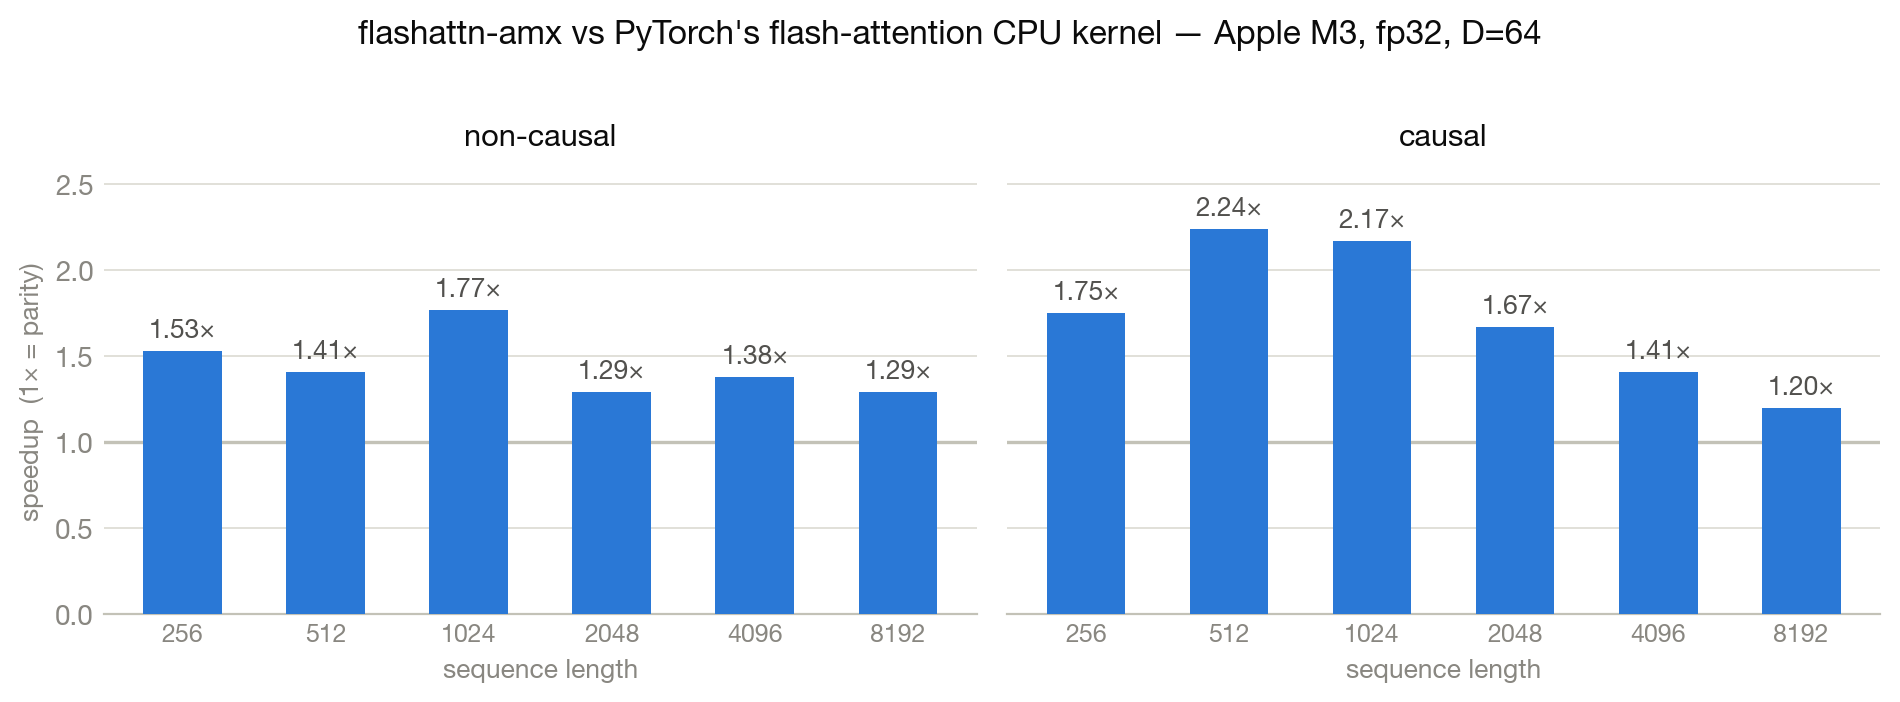 flashattn-amx vs PyTorch's flash-attention CPU kernel — Apple M3, fp32, D=64
non-causal
speedup (1× = parity)
2.5
2.0
1.5
1.0
0.5
0.0
1.53×
1.41×
1.77×
1.29×
1.38×
1.29×
256 512 1024 2048 4096 8192
sequence length
causal
1.75×
2.24×
2.17×
1.67×
1.41×
1.20×
256 512 1024 2048 4096 8192
sequence length